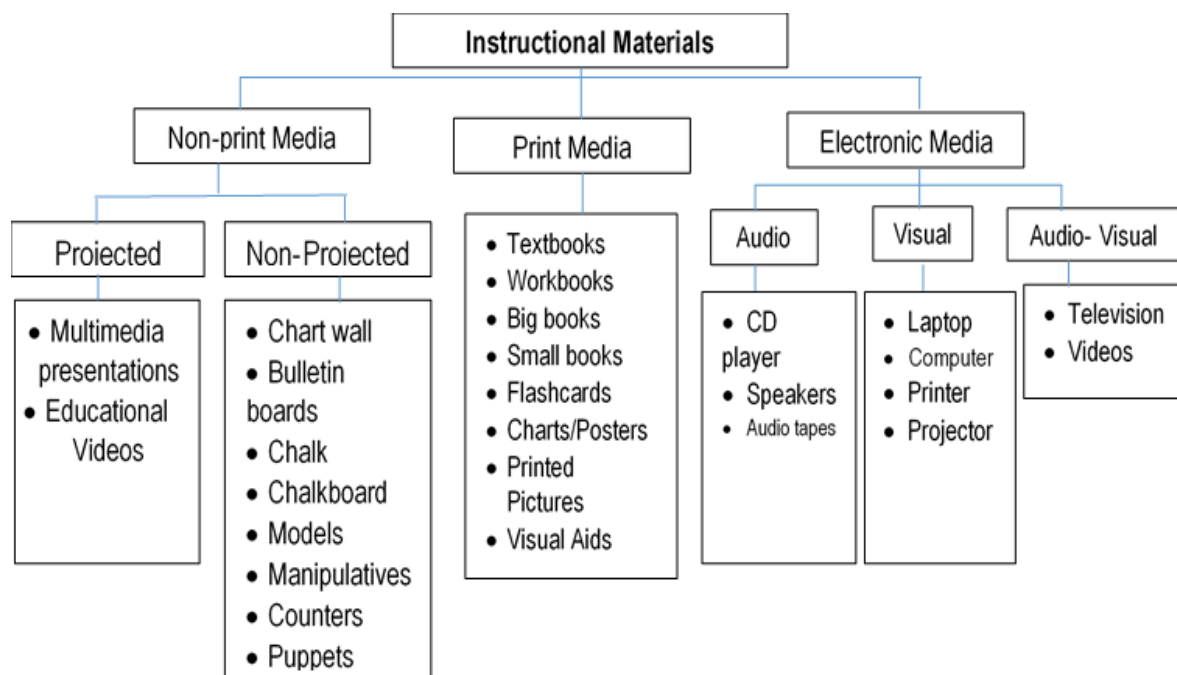 Instructional Materials
Non-print Media
Print Media
Electronic Media
Proiected
Non-Proiected
Audio
Visual
Audio- Visual
• Multimedia
presentations
• Educational
Videos
• Chart wall
• Bulletin
boards
• Chalk
• Chalkboard
• Models
• Manipulatives
• Counters
• Puppets
• Textbooks
• Workbooks
• Big books
• Small books
• Flashcards
• Charts/Posters
• Printed
Pictures
• Visual Aids
• CD
player
• Speakers
• Audio tapes
• Laptop
• Computer
• Printer
• Projector
• Television
• Videos